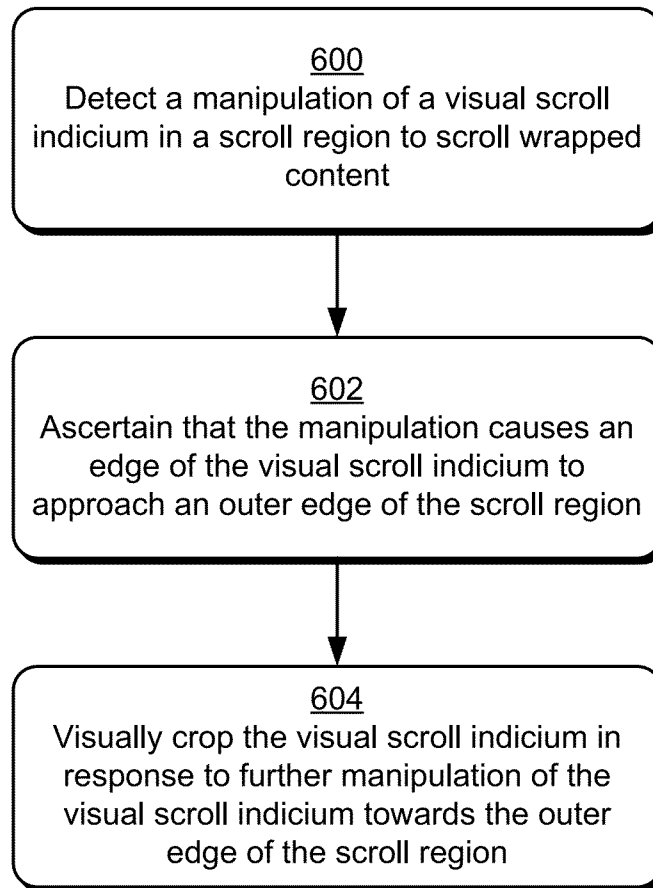 600
Detect a manipulation of a visual scroll
indicium in a scroll region to scroll wrapped
content
602
Ascertain that the manipulation causes an
edge of the visual scroll indicium to
approach an outer edge of the scroll region
604
Visually crop the visual scroll indicium in
response to further manipulation of the
visual scroll indicium towards the outer
edge of the scroll region